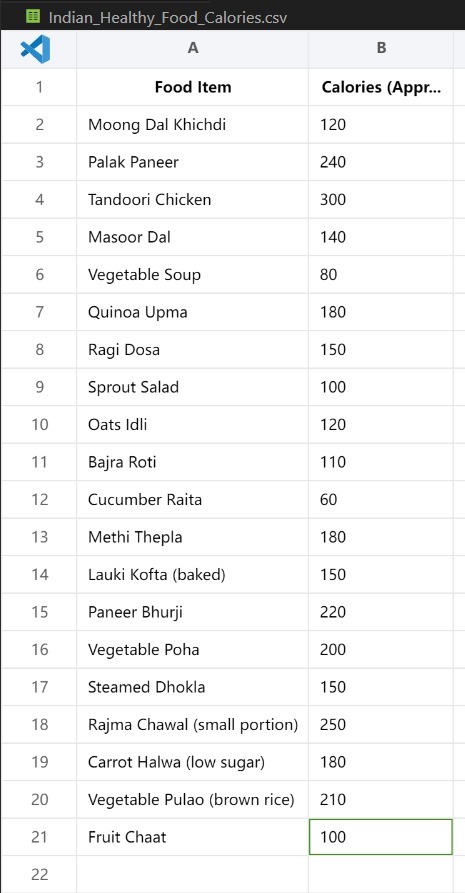 Indian_Healthy_Food_Calories.csv
A B
1 Food Item Calories (Appr...
2 Moong Dal Khichdi 120
3 Palak Paneer 240
4 Tandoori Chicken 300
5 Masoor Dal 140
6 Vegetable Soup 80
7 Quinoa Upma 180
8 Ragi Dosa 150
9 Sprout Salad 100
10 Oats Idli 120
11 Bajra Roti 110
12 Cucumber Raita 60
13 Methi Thepla 180
14 Lauki Kofta (baked) 150
15 Paneer Bhurji 220
16 Vegetable Poha 200
17 Steamed Dhokla 150
18 Rajma Chawal (small portion) 250
19 Carrot Halwa (low sugar) 180
20 Vegetable Pulao (brown rice) 210
21 Fruit Chaat 100
22